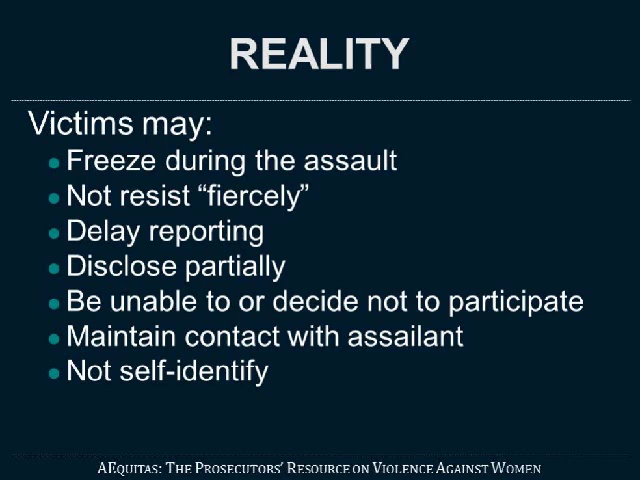 REALITY
Victims may:
Freeze during the assault
Not resist “fiercely”
Delay reporting
Disclose partially
Be unable to or decide not to participate
Maintain contact with assailant
Not self-identify
AEquitas: The Prosecutors’ Resource on Violence Against Women